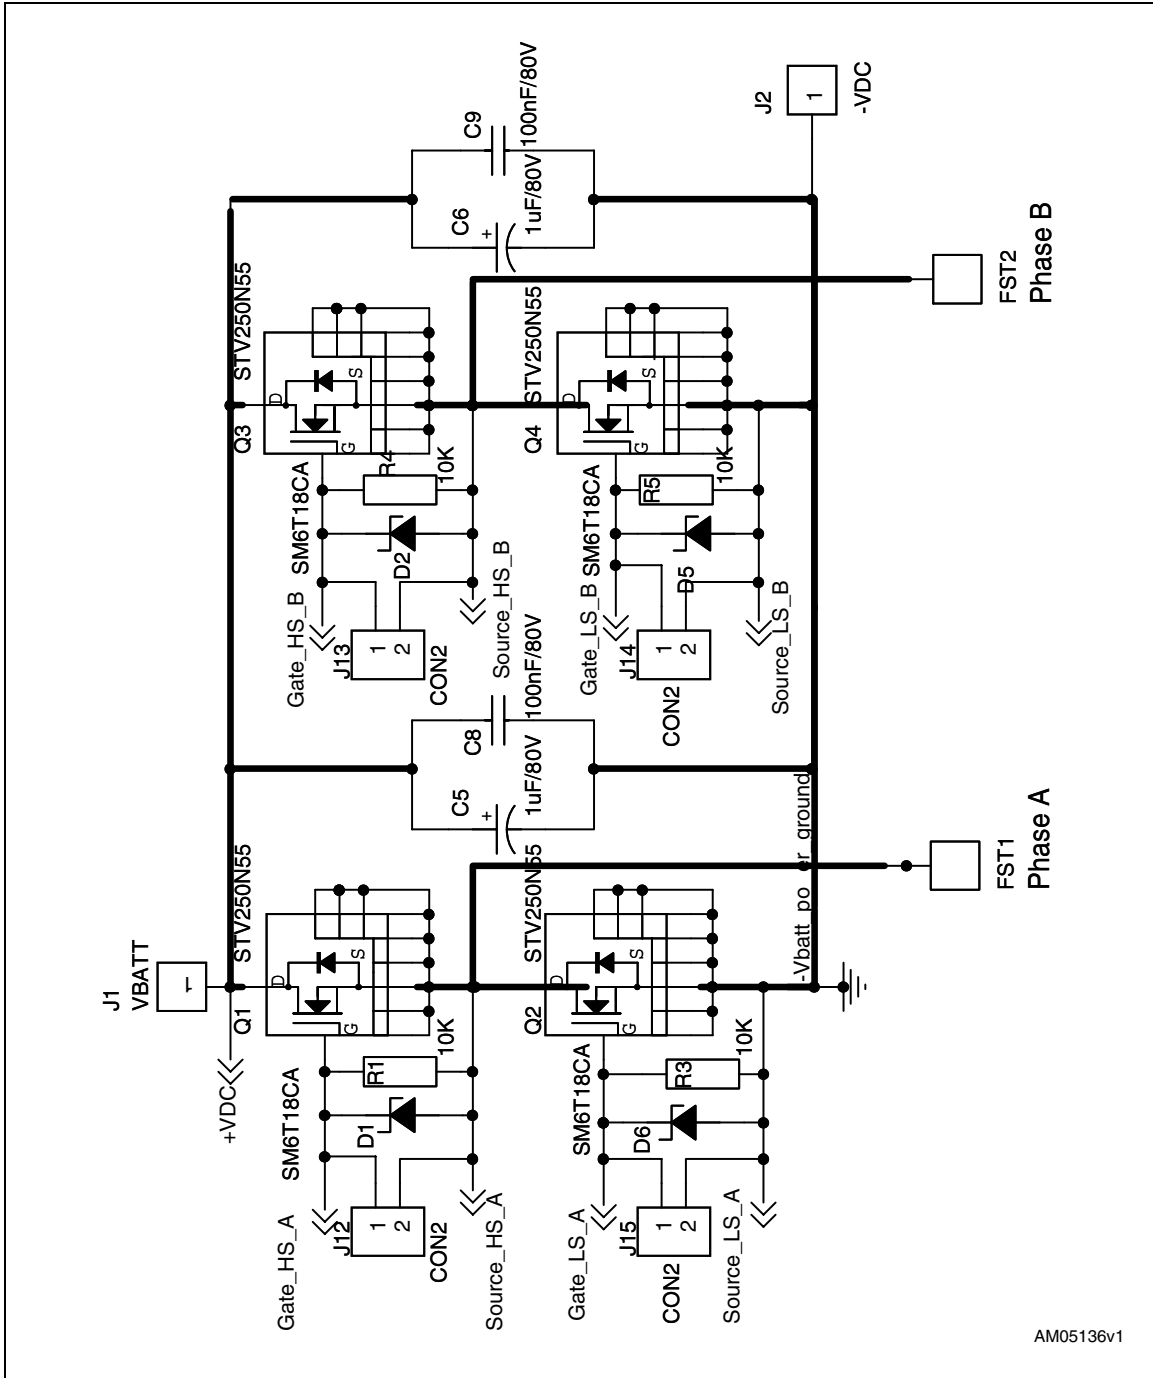 J1
VBATT
1
+VDC
Q1
STV250N55
D
S
G
SM6T18CA
R1
10K
D1
Gate_HS_A
J12
1
2
CON2
Source_HS_A
Q2
STV250N55
D
S
G
SM6T18CA
R3
10K
D6
Gate_LS_A
J15
1
2
CON2
Source_LS_A
-Vbatt_po er_ground
C5
+
1uF/80V
C8
100nF/80V
FST1
Phase A
Q3
STV250N55
D
S
G
SM6T18CA
R4
10K
D2
Gate_HS_B
J13
1
2
CON2
Source_HS_B
Q4
STV250N55
D
S
G
SM6T18CA
R5
10K
D5
Gate_LS_B
J14
1
2
CON2
Source_LS_B
C6
+
1uF/80V
C9
100nF/80V
J2
1
-VDC
FST2
Phase B
AM05136v1